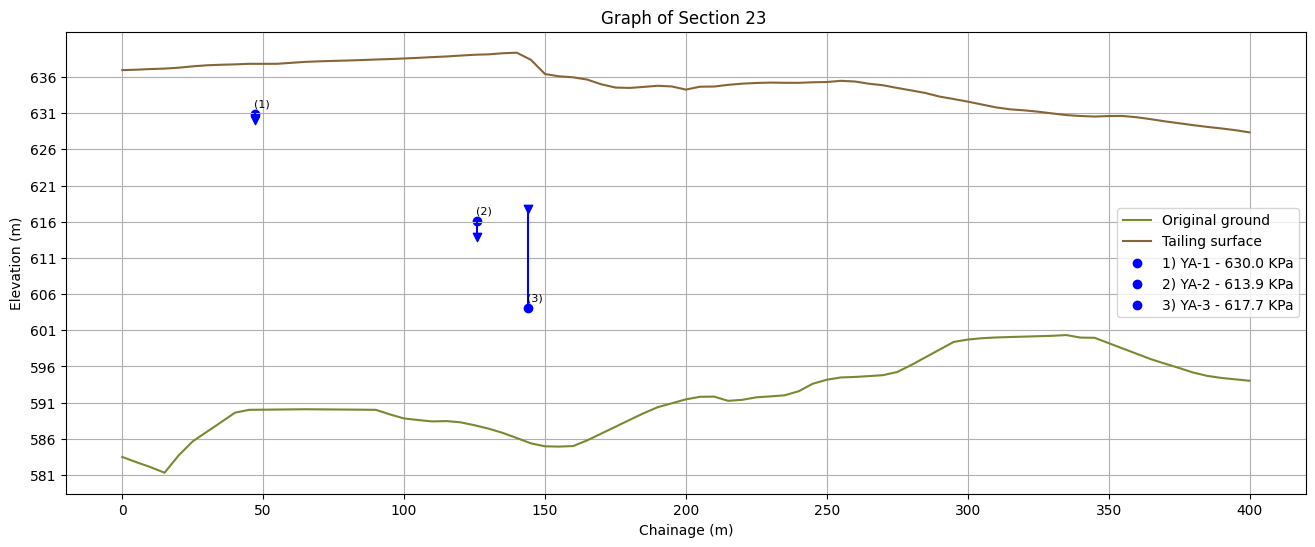 Graph of Section 23
Elevation (m)
636
631
626
621
616
611
606
601
596
591
586
581
(1)
(2)
(3)
Original ground
Tailing surface
1) YA-1 - 630.0 KPa
2) YA-2 - 613.9 KPa
3) YA-3 - 617.7 KPa
0 50 100 150 200 250 300 350 400
Chainage (m)